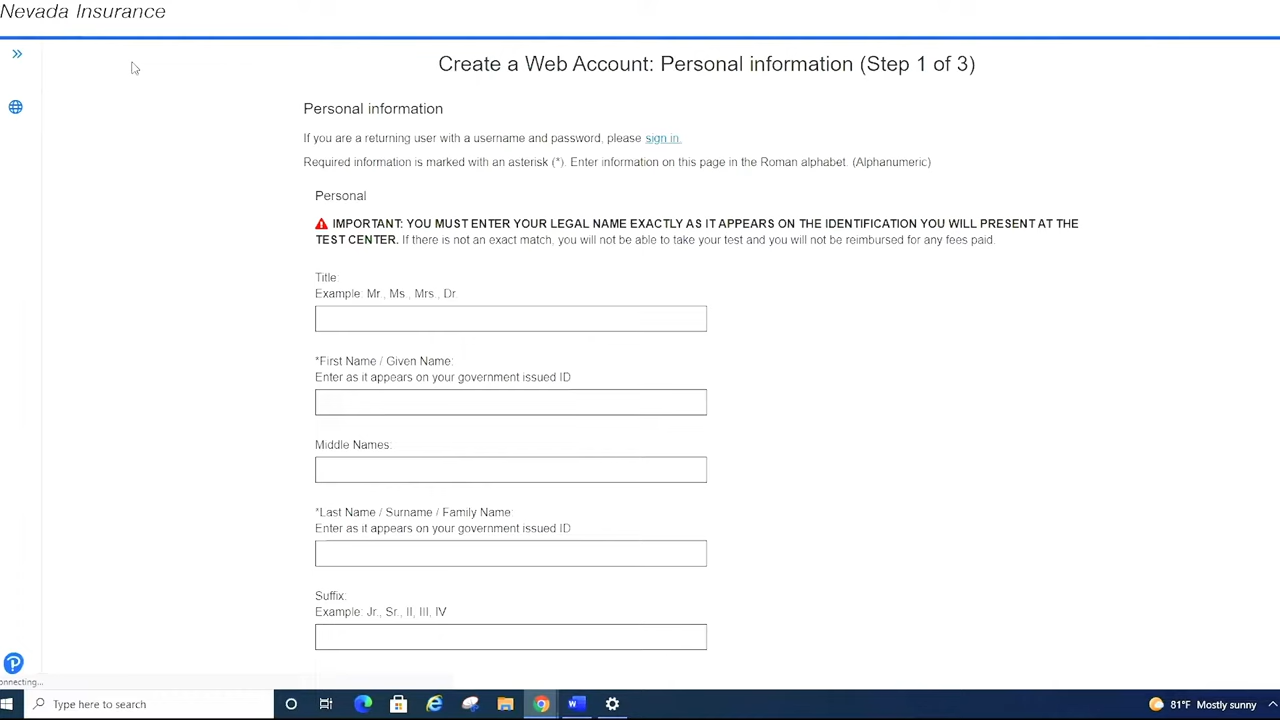 Nevada Insurance
Create a Web Account: Personal information (Step 1 of 3)
Personal information
If you are a returning user with a username and password, please sign in.
Required information is marked with an asterisk (*). Enter information on this page in the Roman alphabet. (Alphanumeric)
Personal
IMPORTANT: YOU MUST ENTER YOUR LEGAL NAME EXACTLY AS IT APPEARS ON THE IDENTIFICATION YOU WILL PRESENT AT THE
TEST CENTER. If there is not an exact match, you will not be able to take your test and you will not be reimbursed for any fees paid.
Title:
Example: Mr., Ms., Mrs., Dr.
*First Name / Given Name:
Enter as it appears on your government issued ID
Middle Names:
*Last Name / Surname / Family Name:
Enter as it appears on your government issued ID
Suffix:
Example: Jr., Sr., II, III, IV
onnecting...
Type here to search
81°F Mostly sunny